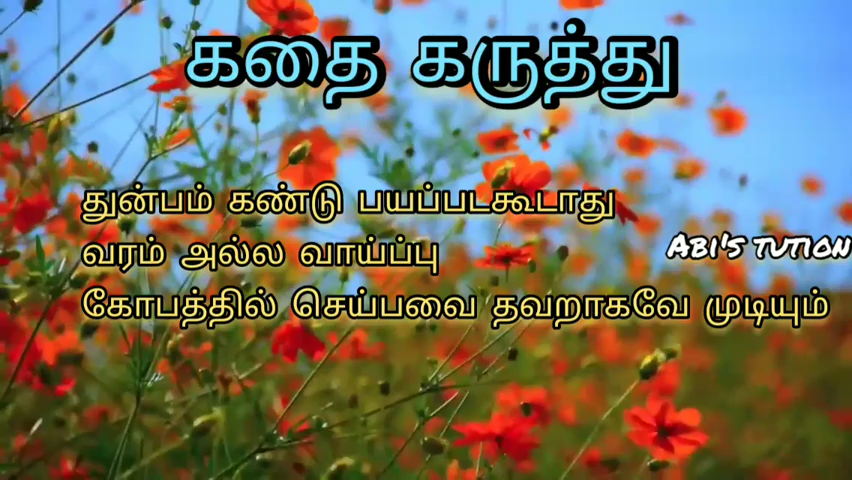 கதை கருத்து
துன்பம் கண்டு பயப்படகூடாது
வரம் அல்ல வாய்ப்பு
ABI'S TUTION
கோபத்தில் செய்பவை தவறாகவே முடியும்